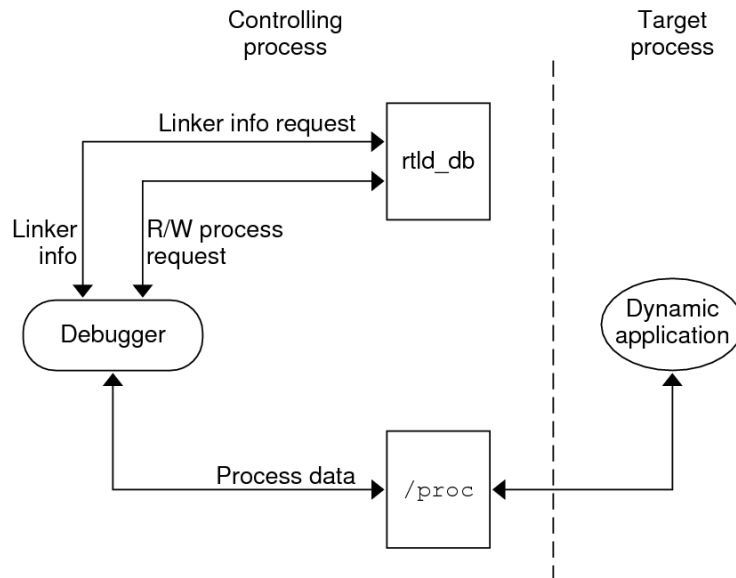 Controlling
process
Target
process
Linker info request
rtld_db
Linker
info
R/W process
request
Debugger
Dynamic
application
Process data
/proc